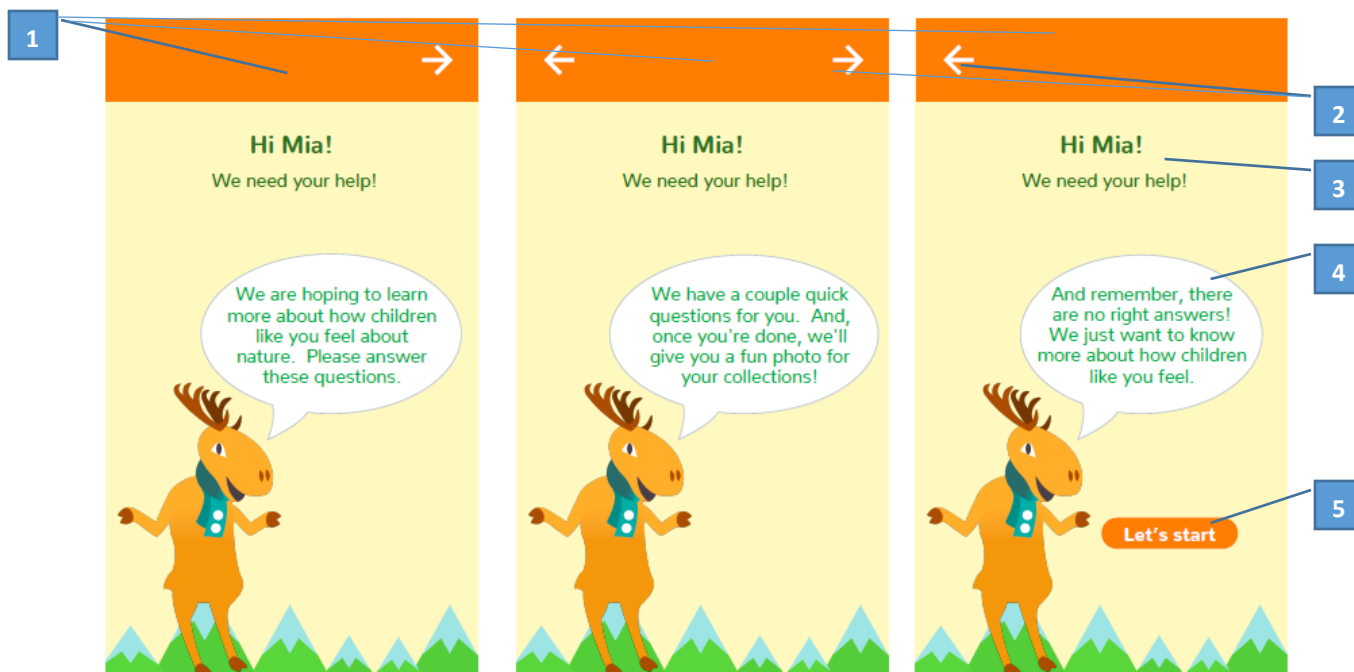 1
Hi Mia!
We need your help!
We are hoping to learn
more about how children
like you feel about
nature.  Please answer
these questions.
Hi Mia!
We need your help!
We have a couple quick
questions for you.  And,
once you're done, we'll
give you a fun photo for
your collections!
Hi Mia!
We need your help!
And remember, there
are no right answers!
We just want to know
more about how children
like you feel.
Let's start
2
3
4
5